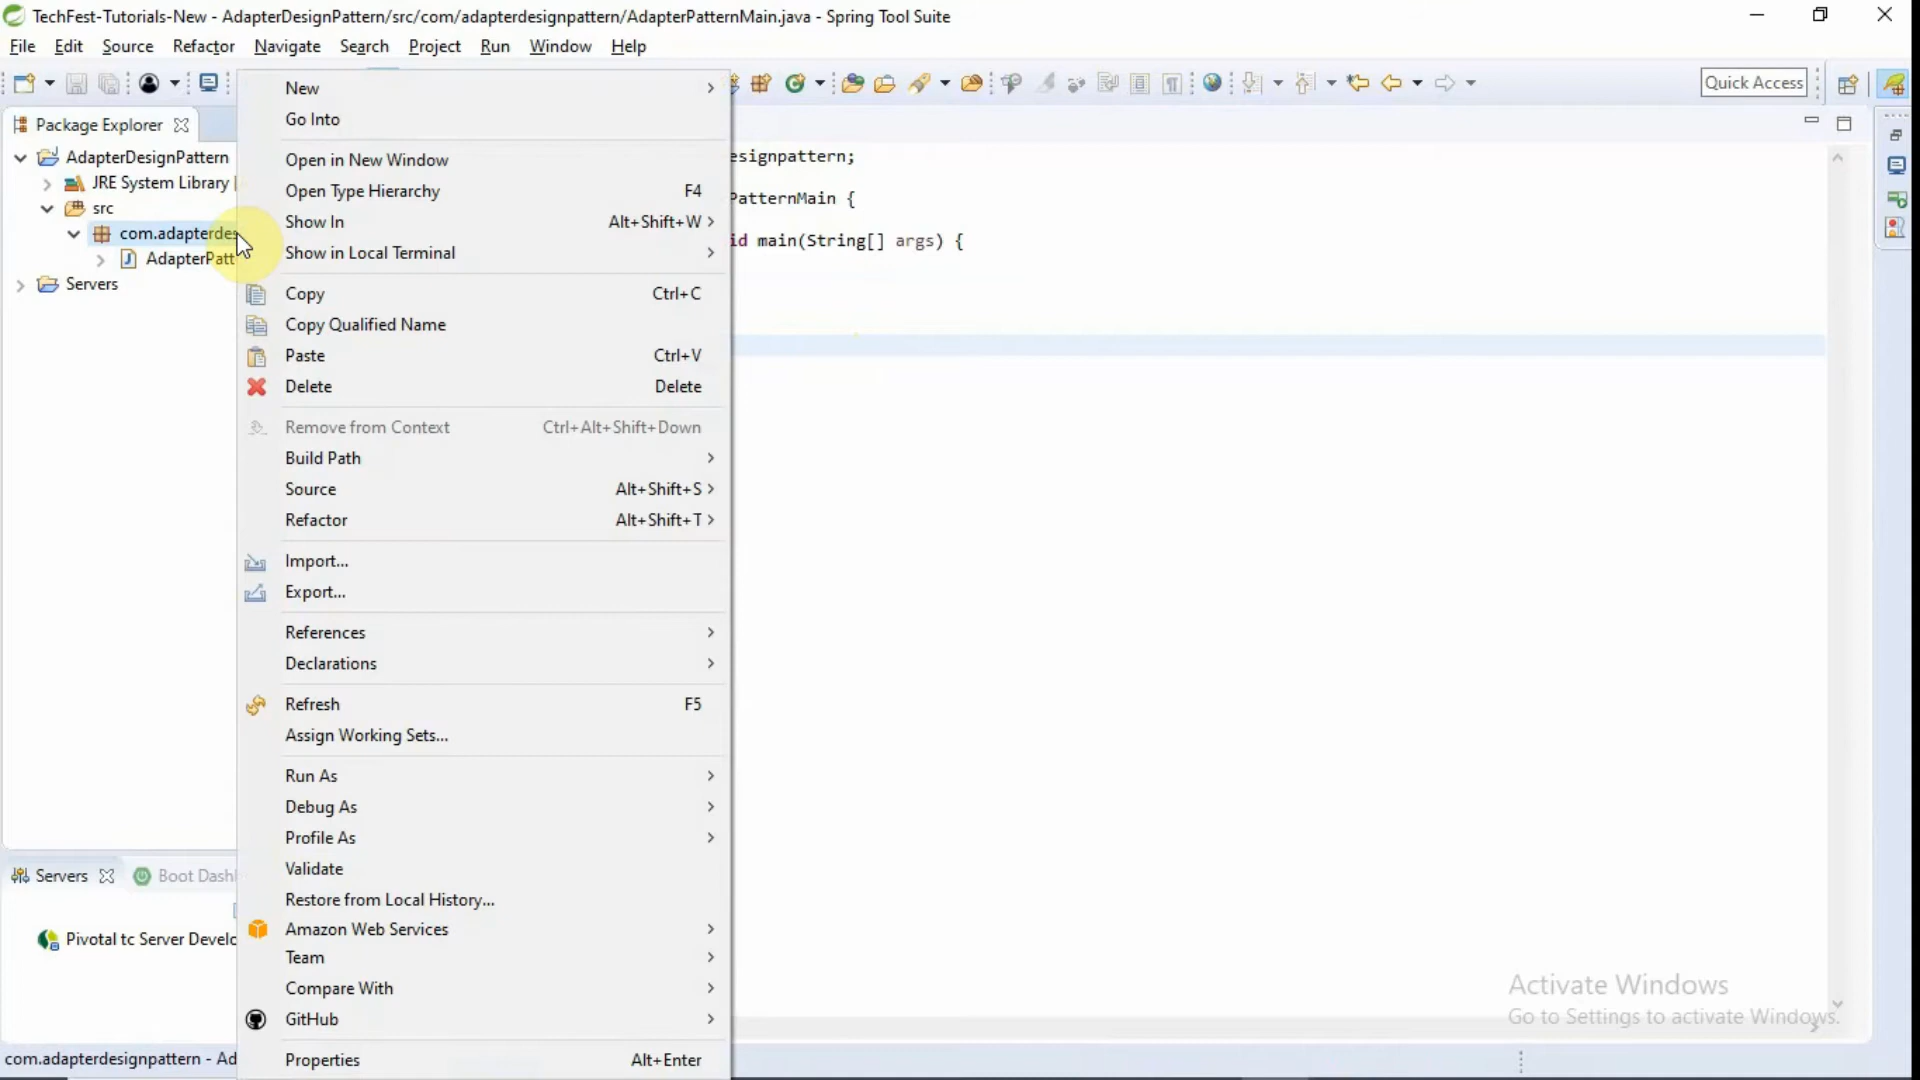 TechFest-Tutorials-New - AdapterDesignPattern/src/com/adapterdesignpattern/AdapterPatternMain.java - Spring Tool Suite
File Edit Source Refactor Navigate Search Project Run Window Help
Quick Access
Package Explorer
AdapterDesignPattern
JRE System Library
src
com.adapterdes
AdapterPatt
Servers
New
Go Into
Open in New Window
Open Type Hierarchy F4
Show In Alt+Shift+W
Show in Local Terminal
Copy Ctrl+C
Copy Qualified Name
Paste Ctrl+V
Delete Delete
Remove from Context Ctrl+Alt+Shift+Down
Build Path
Source Alt+Shift+S
Refactor Alt+Shift+T
Import...
Export...
References
Declarations
Refresh F5
Assign Working Sets...
Run As
Debug As
Profile As
Validate
Restore from Local History...
Amazon Web Services
Team
Compare With
GitHub
Properties Alt+Enter
esignpattern;
PatternMain {
id main(String[] args) {
Servers Boot Dash
Pivotal tc Server Develo
com.adapterdesignpattern - Ad
Activate Windows
Go to Settings to activate Windows.